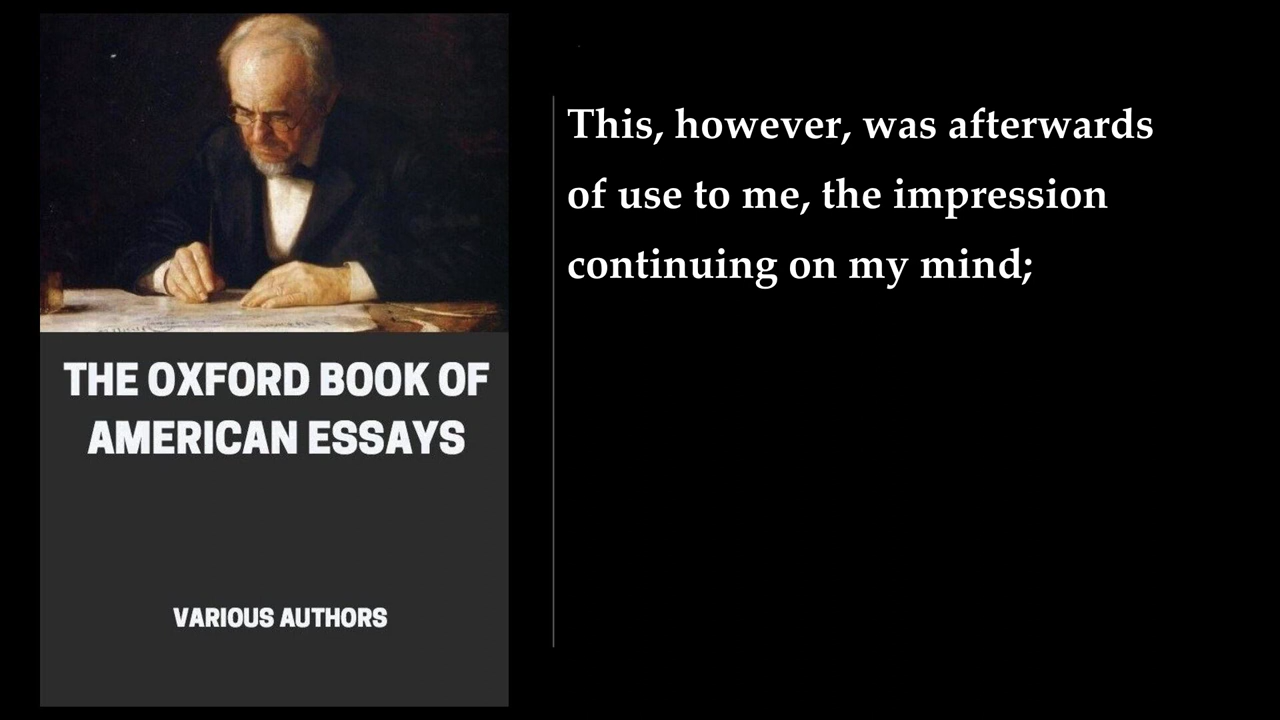 THE OXFORD BOOK OF
AMERICAN ESSAYS
VARIOUS AUTHORS
This, however, was afterwards
of use to me, the impression
continuing on my mind;